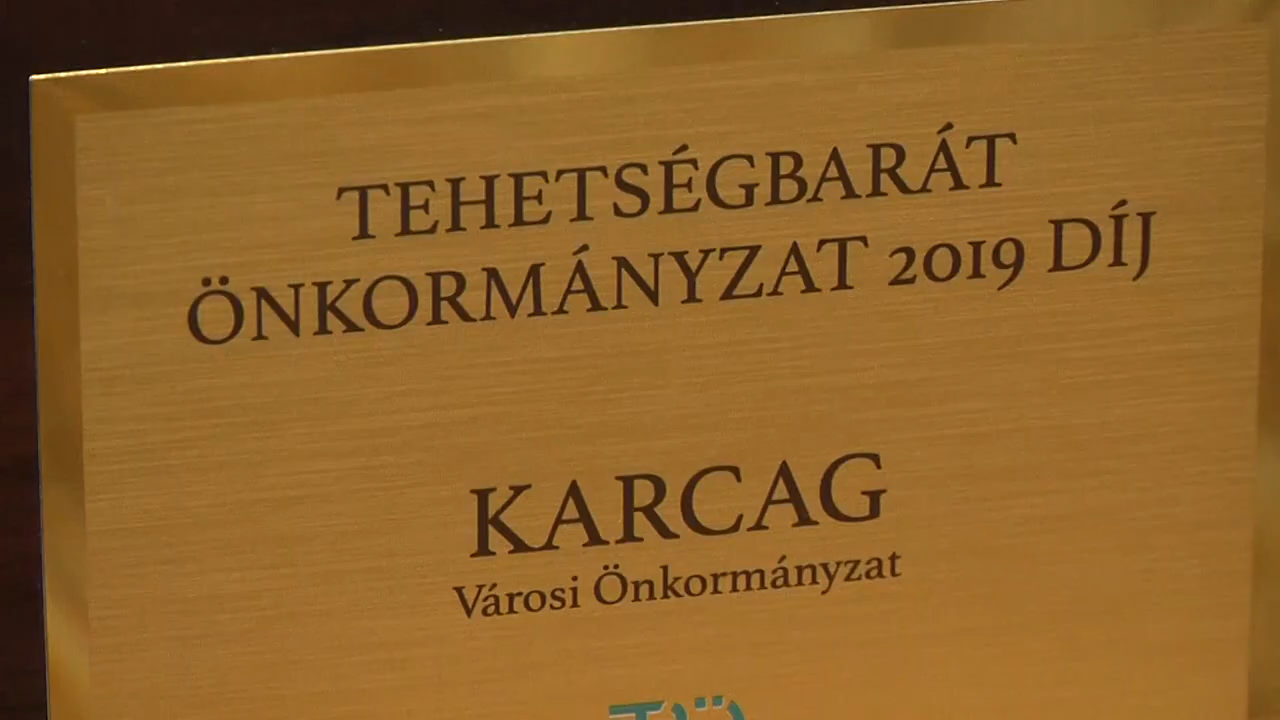 TEHETSÉGBARÁT
ÖNKORMÁNYZAT 2019 DÍJ
KARCAG
Városi Önkormányzat